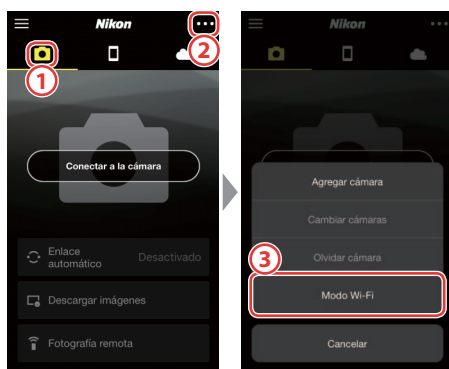 Nikon
2
1
Conectar a la cámara
Enlace
automático
Desactivado
Descargar imágenes
Fotografía remota
Nikon
Agregar cámara
Cambiar cámaras
Olvidar cámara
3
Modo Wi-Fi
Cancelar